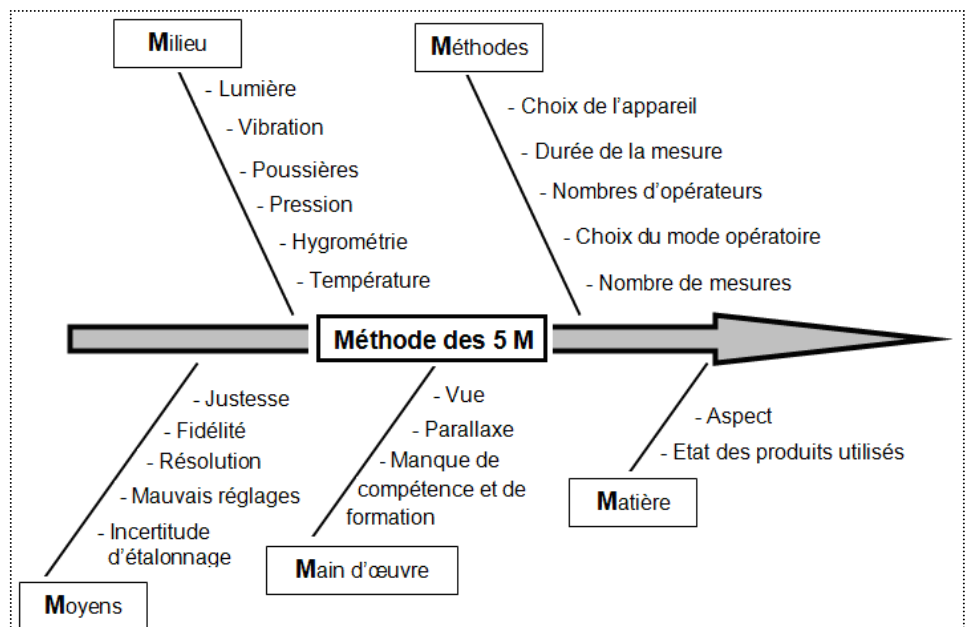 Milieu
- Lumière
- Vibration
- Poussières
- Pression
- Hygrométrie
- Température
Méthodes
- Choix de l’appareil
- Durée de la mesure
- Nombres d’opérateurs
- Choix du mode opératoire
- Nombre de mesures
Méthode des 5 M
- Justesse
- Fidélité
- Résolution
- Mauvais réglages
- Incertitude
d’étalonnage
Moyens
- Vue
- Parallaxe
- Manque de
compétence et de
formation
Main d’œuvre
- Aspect
- Etat des produits utilisés
Matière